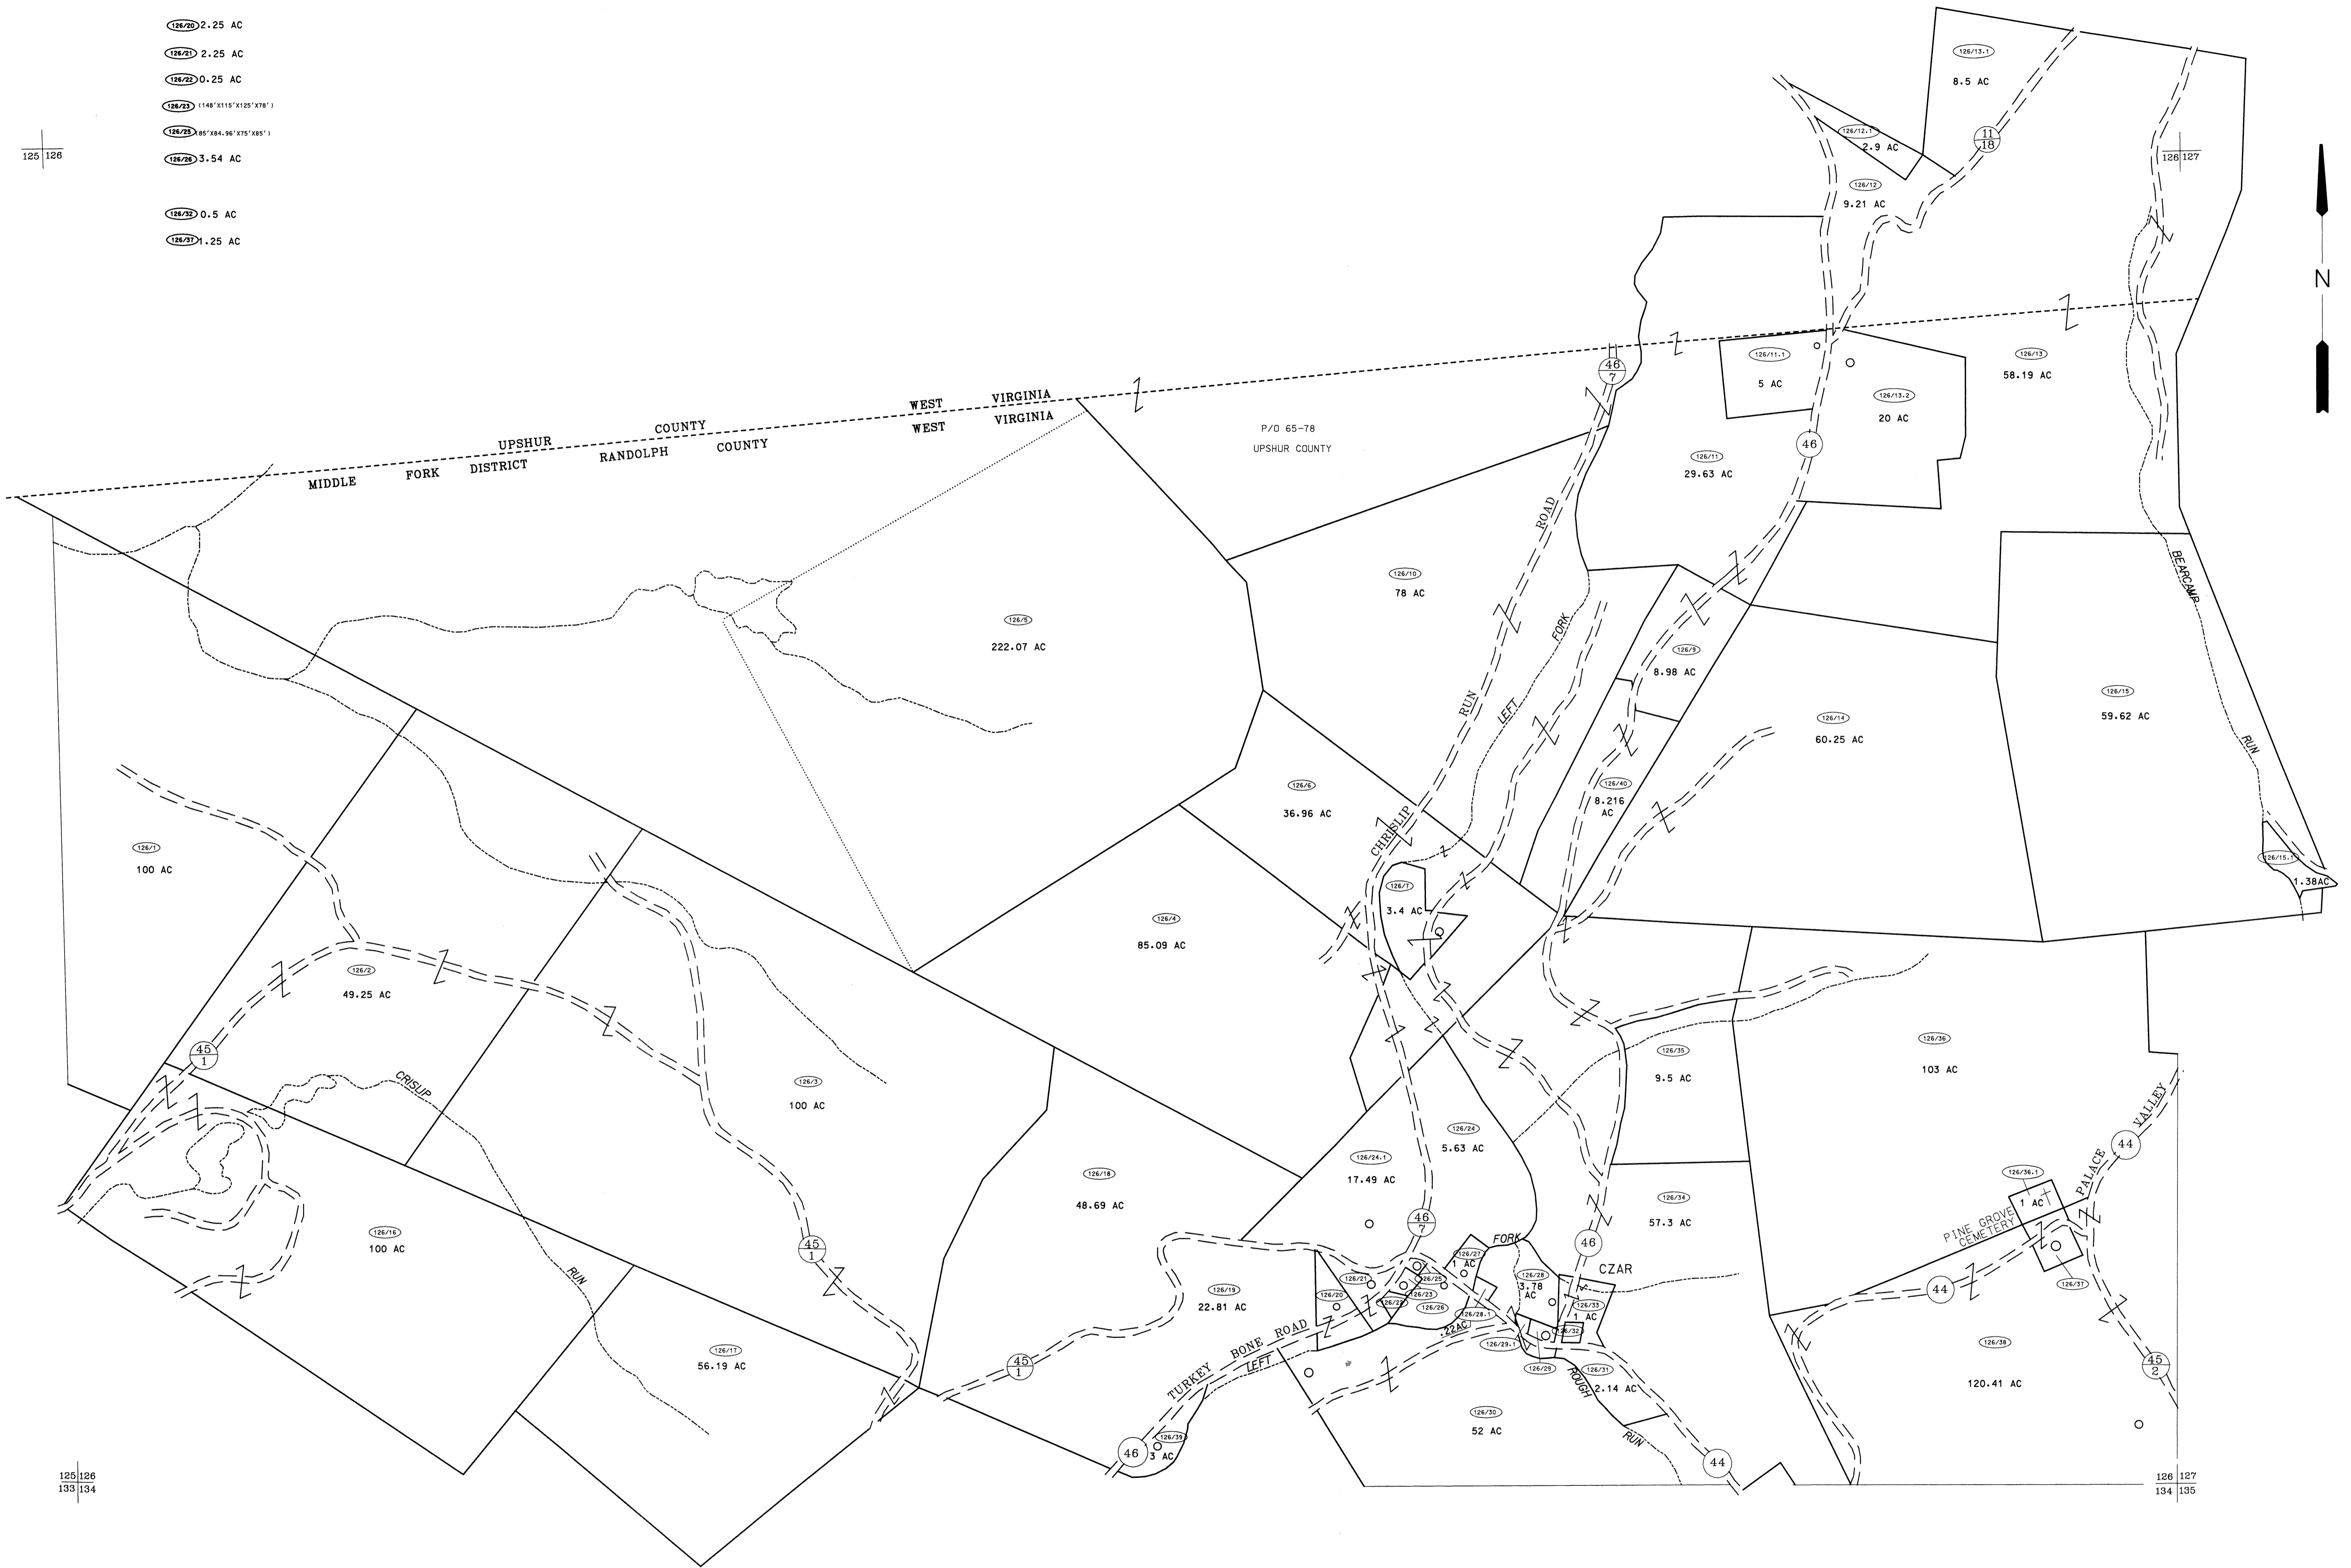 126/20 2.25 AC
126/21 2.25 AC
126/22 0.25 AC
126/23 (148'X115'X125'X78')
126/25 (85'X84.96'X75'X85')
126/26 3.54 AC
126/32 0.5 AC
126/37 1.25 AC
125 126
126/13.1
8.5 AC
126/12.1
2.9 AC
11
18
126 127
126/12
9.21 AC
N
46
7
126/11.1
5 AC
126/13
58.19 AC
126/13.2
20 AC
UPSHUR COUNTY WEST VIRGINIA
MIDDLE FORK DISTRICT RANDOLPH COUNTY WEST VIRGINIA
P/O 65-78
UPSHUR COUNTY
46
126/11
29.63 AC
126/10
78 AC
CHRISLIP RUN ROAD
LEFT FORK
BEARCAMP RUN
126/5
222.07 AC
126/9
8.98 AC
126/15
59.62 AC
126/14
60.25 AC
126/6
36.96 AC
126/40
8.216
AC
126/1
100 AC
126/15.1
1.38AC
126/7
3.4 AC
126/4
85.09 AC
126/2
49.25 AC
45
1
126/35
9.5 AC
126/36
103 AC
126/3
100 AC
CRISLIP RUN
126/24
5.63 AC
126/24.1
17.49 AC
PALACE VALLEY
44
126/18
48.69 AC
126/36.1
1 AC
PINE GROVE
CEMETERY
126/34
57.3 AC
46
7
126/16
100 AC
45
1
46
CZAR
FORK
126/27
1 AC
126/28
3.78
AC
126/21
126/25
126/20
126/22
126/23
126/26
126/28.1
.22AC
126/33
1 AC
126/32
126/37
44
126/19
22.81 AC
TURKEY BONE ROAD
LEFT
126/29.1
126/29
126/31
2.14 AC
ROUGH RUN
126/38
120.41 AC
45
2
126/17
56.19 AC
45
1
126/30
52 AC
126/39
3 AC
46
44
125 126
133 134
126 127
134 135